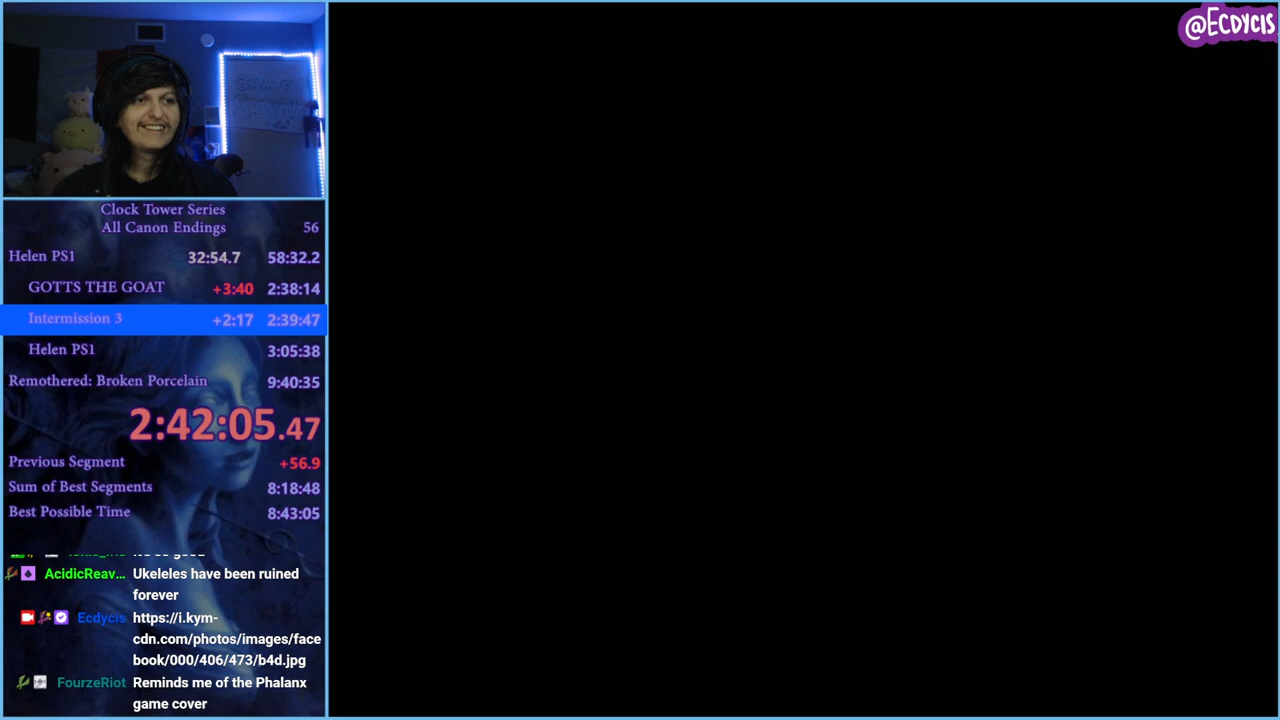 @ECDYCIS
Clock Tower Series
All Canon Endings 56
Helen PS1 32:54.7 58:32.2
GOTTS THE GOAT +3:40 2:38:14
Intermission 3 +2:17 2:39:47
Helen PS1 3:05:38
Remothered: Broken Porcelain 9:40:35
2:42:05.47
Previous Segment +56.9
Sum of Best Segments 8:18:48
Best Possible Time 8:43:05
AcidicReav... Ukeleles have been ruined
forever
Ecdycis https://i.kym-
cdn.com/photos/images/face
book/000/406/473/b4d.jpg
FourzeRiot Reminds me of the Phalanx
game cover